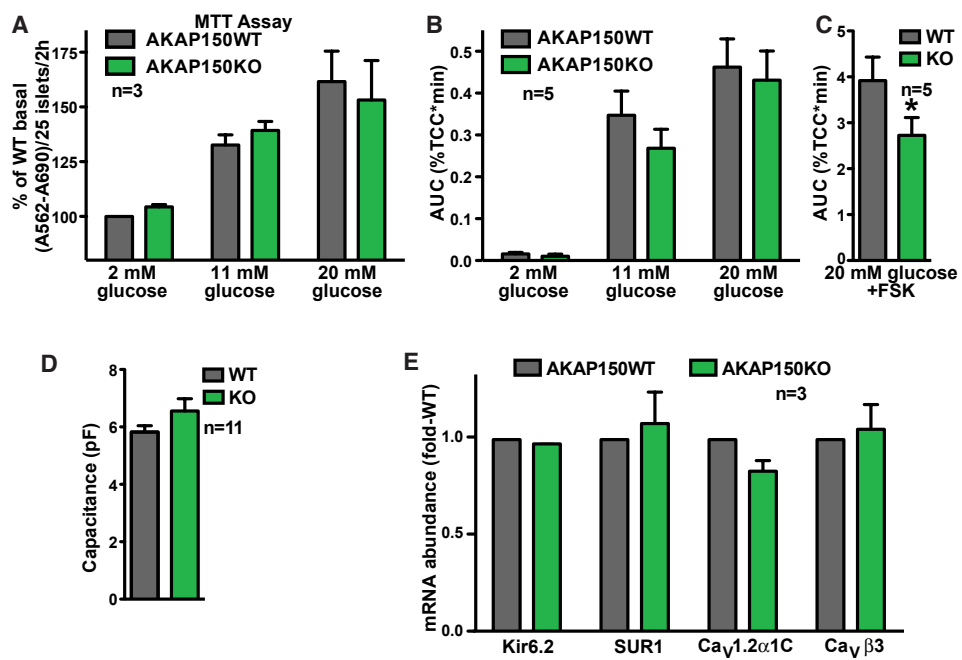 A
MTT Assay
% of WT basal
(A562-A690)/25 islets/2h
175
150
125
100
AKAP150WT
AKAP150KO
n=3
2 mM
glucose
11 mM
glucose
20 mM
glucose
B
AUC (%TCC*min)
0.5
0.4
0.3
0.2
0.1
0.0
AKAP150WT
AKAP150KO
n=5
2 mM
glucose
11 mM
glucose
20 mM
glucose
C
AUC (%TCC*min)
5
4
3
2
1
0
WT
KO
n=5
*
20 mM glucose
+FSK
D
Capacitance (pF)
8
6
4
2
0
WT
KO
n=11
E
mRNA abundance (fold-WT)
1.0
0.5
0.0
AKAP150WT
AKAP150KO
n=3
Kir6.2
SUR1
CaV1.2α1C
CaV β3